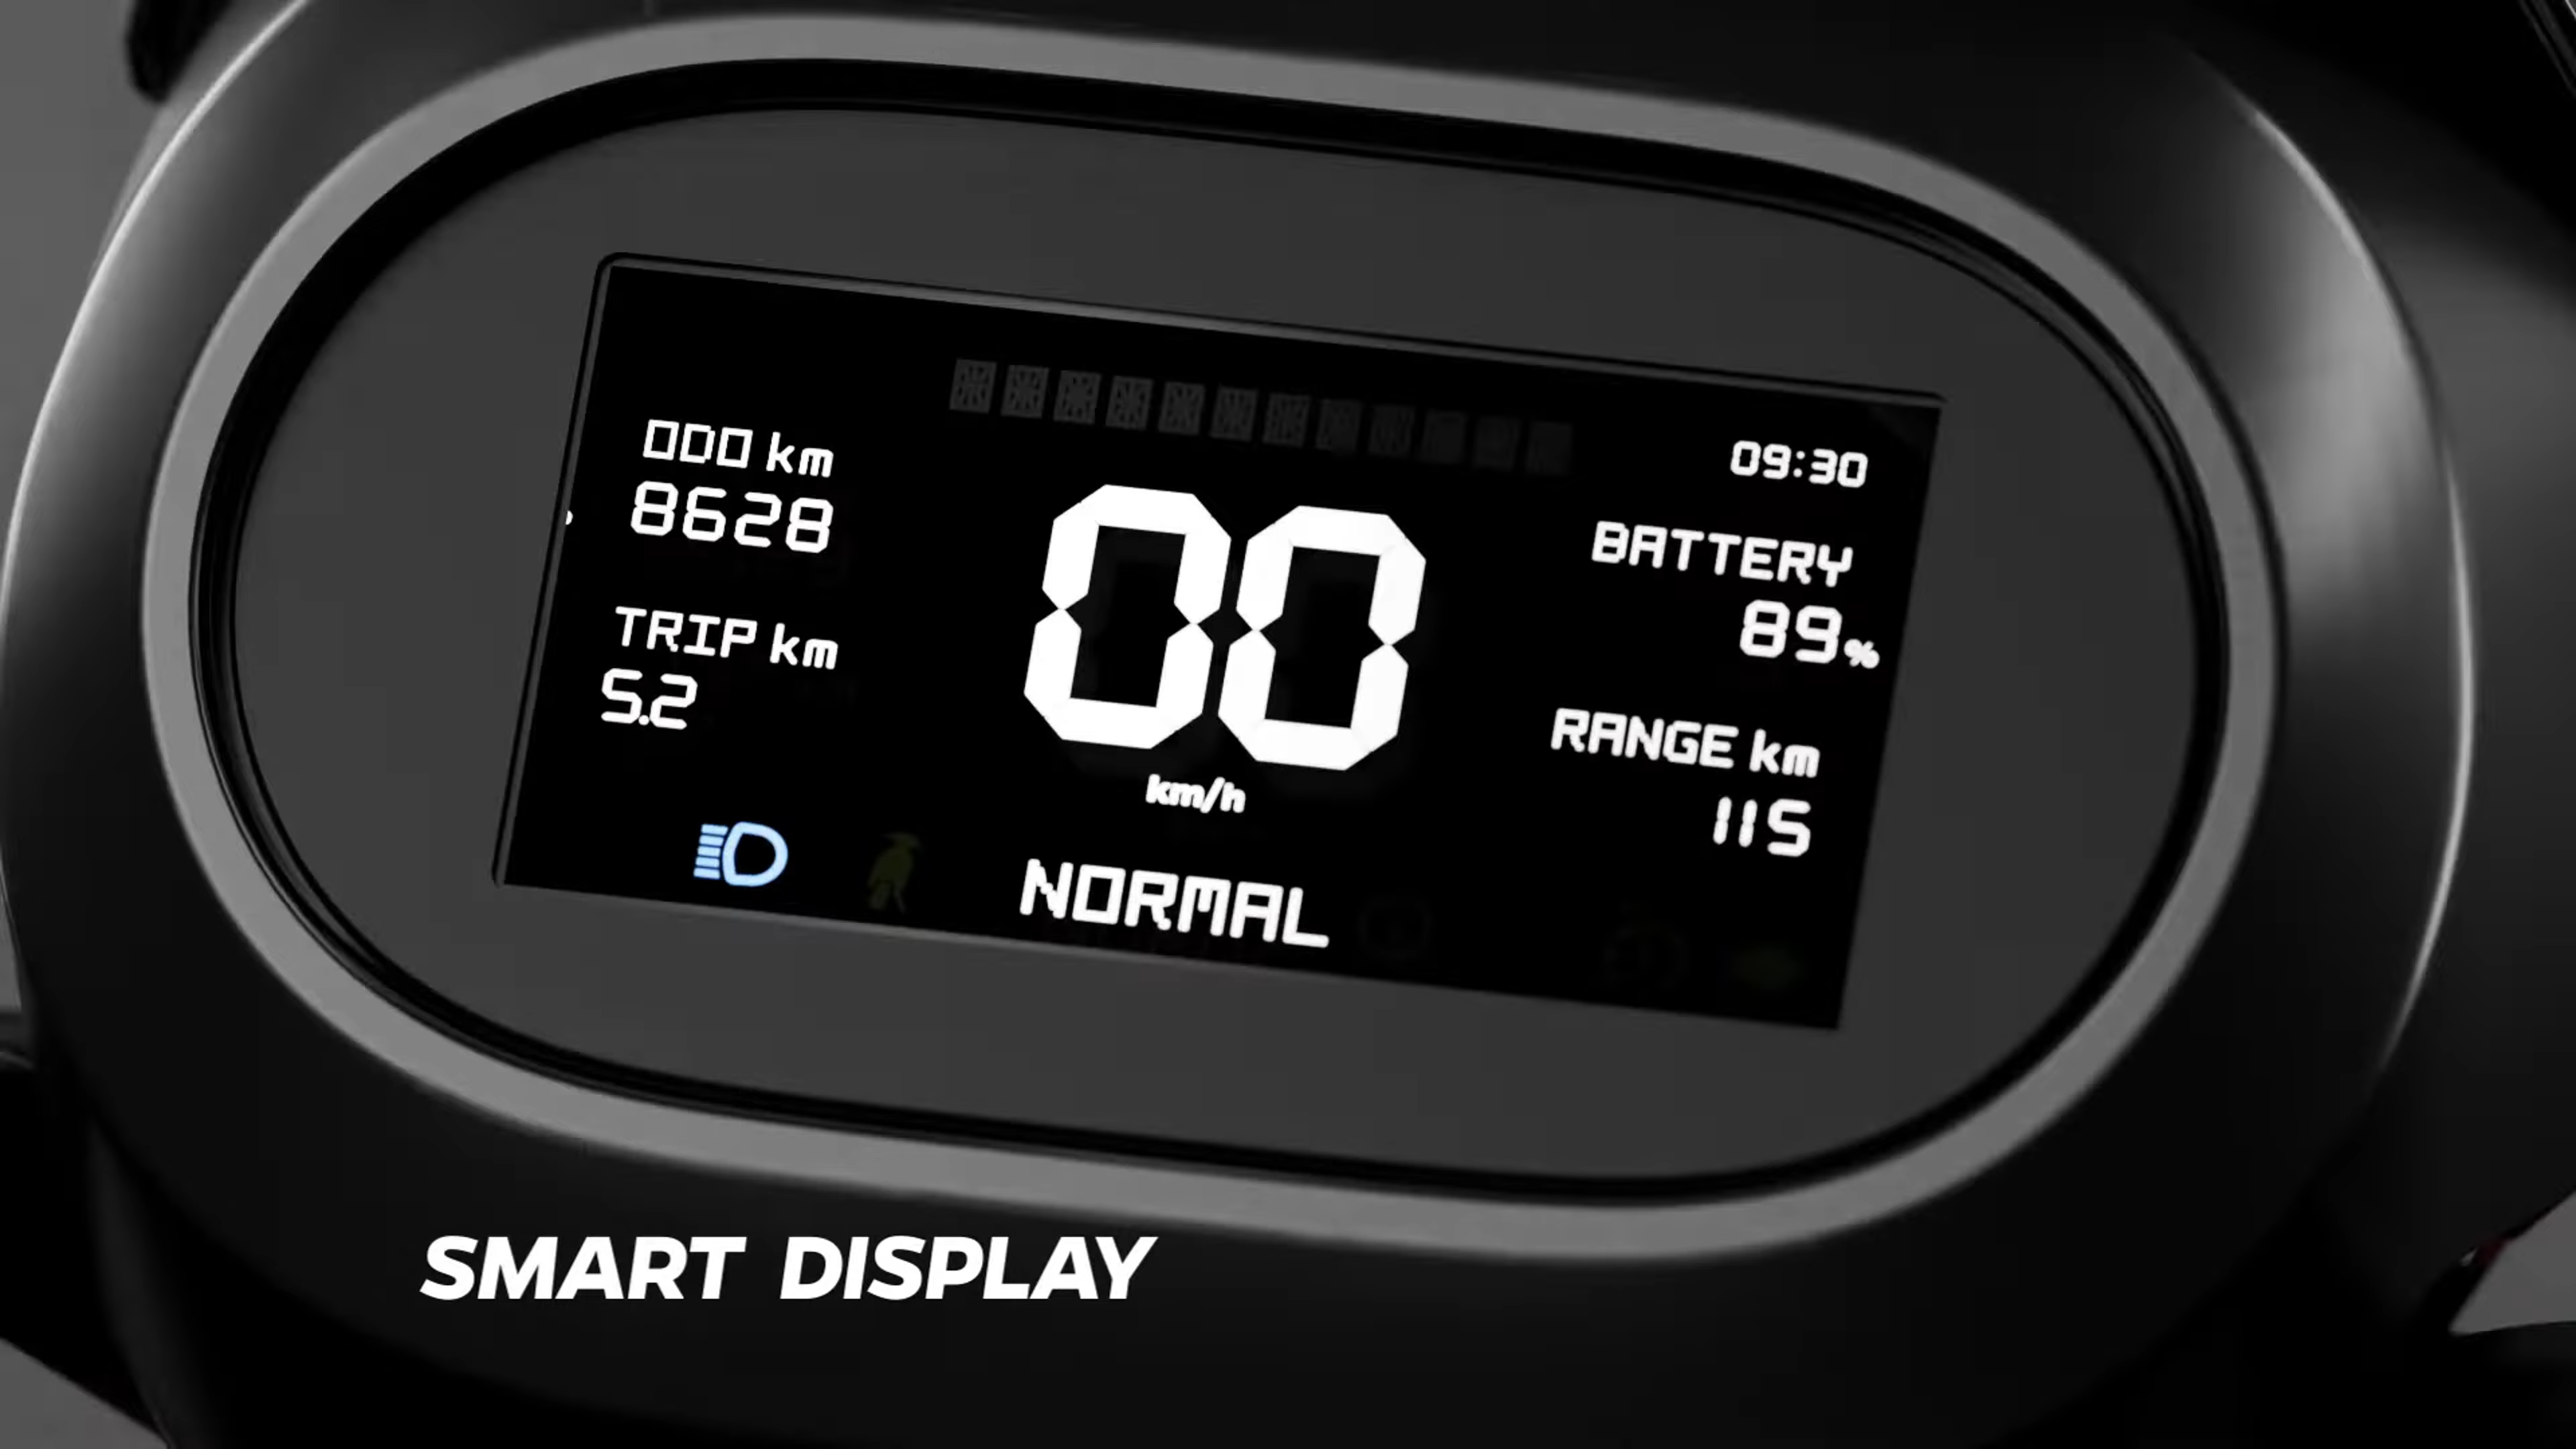 ODO km
8628
TRIP km
5.2
00
km/h
NORMAL
09:30
BATTERY
89%
RANGE km
115
SMART DISPLAY